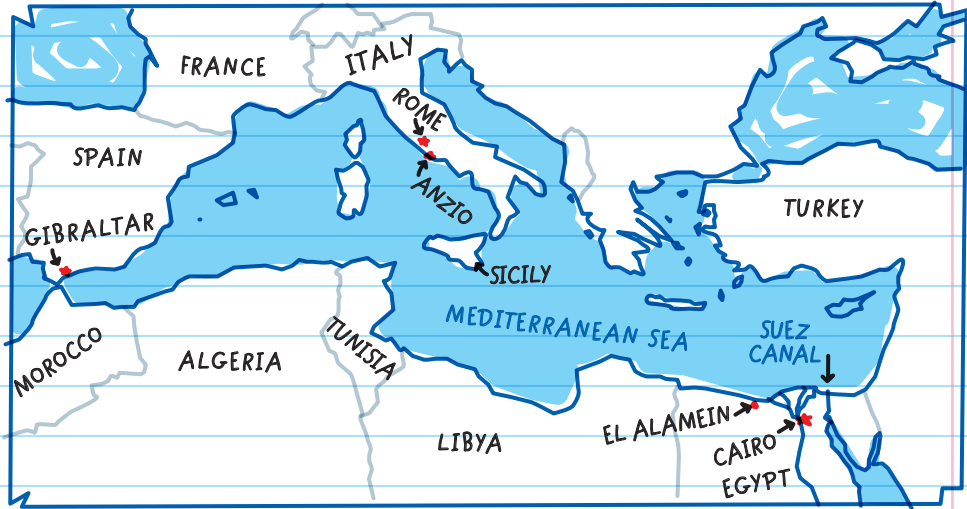 FRANCE
ITALY
ROME
SPAIN
ANZIO
GIBRALTAR
TURKEY
SICILY
MEDITERRANEAN SEA
SUEZ
CANAL
MOROCCO
ALGERIA
TUNISIA
LIBYA
EL ALAMEIN
CAIRO
EGYPT